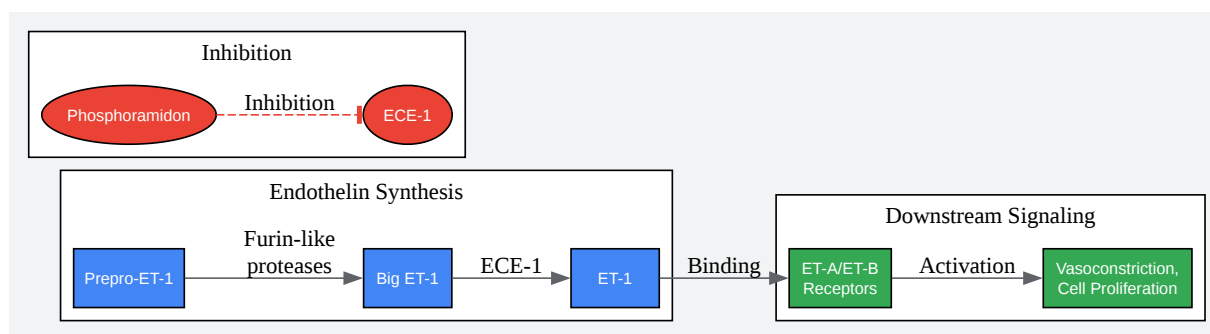 Inhibition
Phosphoramidon
Inhibition
ECE-1
Endothelin Synthesis
Prepro-ET-1
Furin-like
proteases
Big ET-1
ECE-1
ET-1
Binding
Downstream Signaling
ET-A/ET-B
Receptors
Activation
Vasoconstriction,
Cell Proliferation